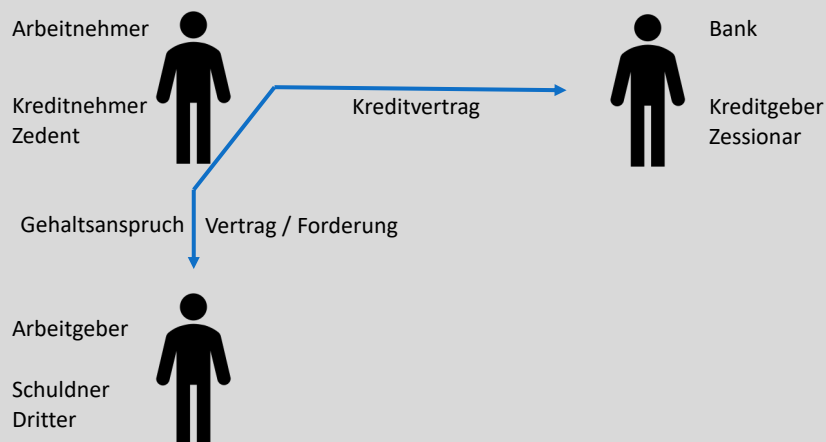 Arbeitnehmer
Bank
Kreditnehmer
Zedent
Kreditvertrag
Kreditgeber
Zessionar
Gehaltsanspruch
Vertrag / Forderung
Arbeitgeber
Schuldner
Dritter